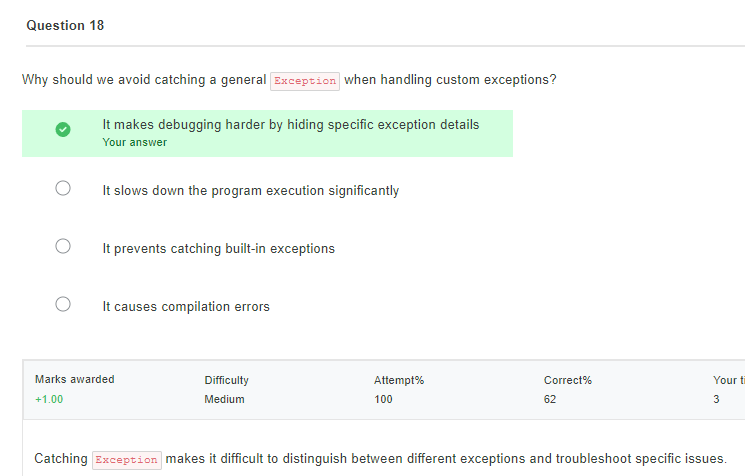 Question 18
Why should we avoid catching a general Exception when handling custom exceptions?
It makes debugging harder by hiding specific exception details
Your answer
It slows down the program execution significantly
It prevents catching built-in exceptions
It causes compilation errors
Marks awarded Difficulty Attempt% Correct% Your
+1.00 Medium 100 62 3
Catching Exception makes it difficult to distinguish between different exceptions and troubleshoot specific issues.